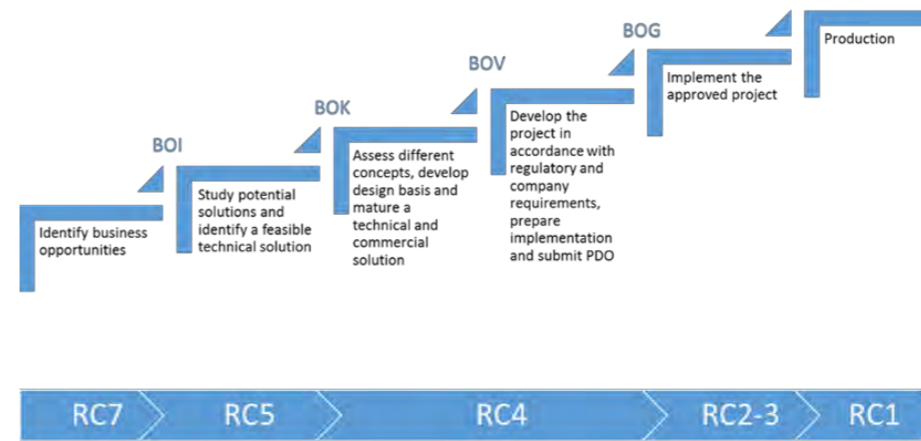 BOI
BOK
BOV
BOG
Identify business
opportunities
Study potential
solutions and
identify a feasible
technical solution
Assess different
concepts, develop
design basis and
mature a
technical and
commercial
solution
Develop the
project in
accordance with
regulatory and
company
requirements,
prepare
implementation
and submit PDO
Implement the
approved project
Production
RC7
RC5
RC4
RC2-3
RC1